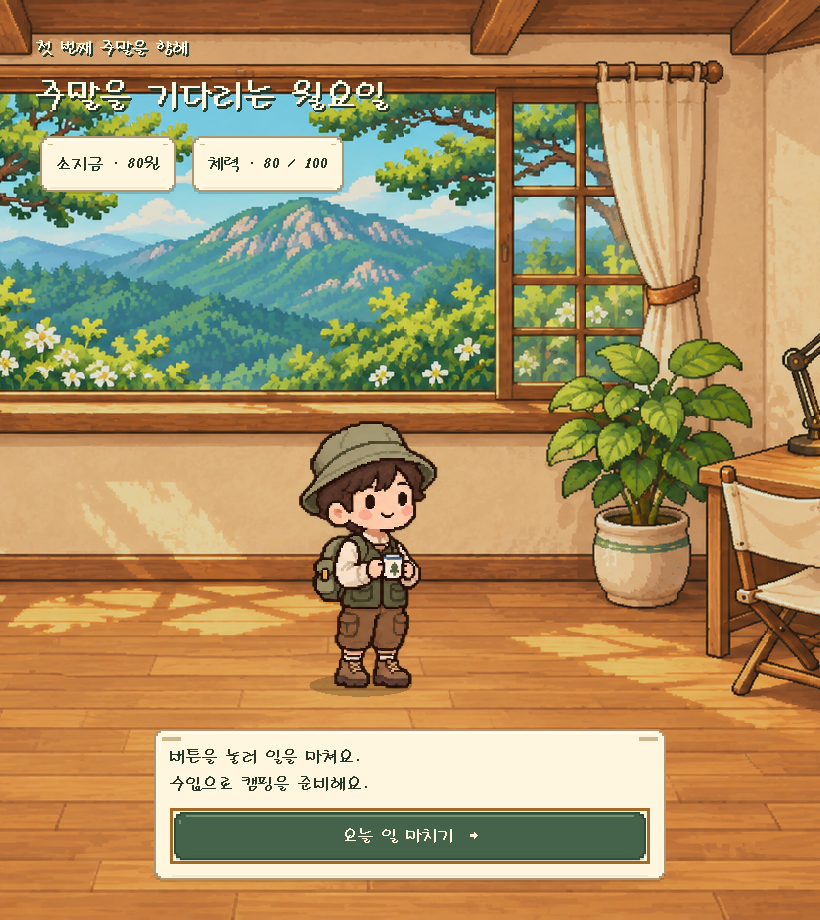 첫 번째 주말을 향해
주말을 기다리는 월요일
소지금 · 80원
체력 · 80 / 100
버튼을 눌러 일을 마쳐요.
수입으로 캠핑을 준비해요.
오늘 일 마치기 →